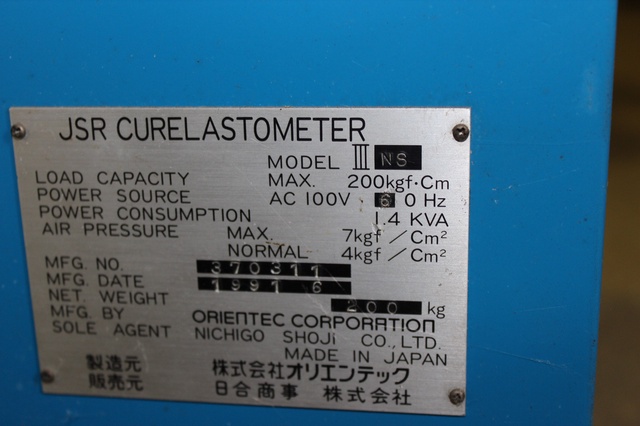 JSR CURELASTOMETER
MODEL III NS
LOAD CAPACITY MAX. 200kgf·Cm
POWER SOURCE AC 100V 60 Hz
POWER CONSUMPTION 1.4 KVA
AIR PRESSURE MAX. 7kgf/Cm²
NORMAL 4kgf/Cm²
MFG. NO. 370311
MFG. DATE 1991 6
NET. WEIGHT 200 kg
MFG. BY ORIENTEC CORPORATION
SOLE AGENT NICHIGO SHOJI CO., LTD.
MADE IN JAPAN
製造元 株式会社オリエンテック
販売元 日合商事 株式会社